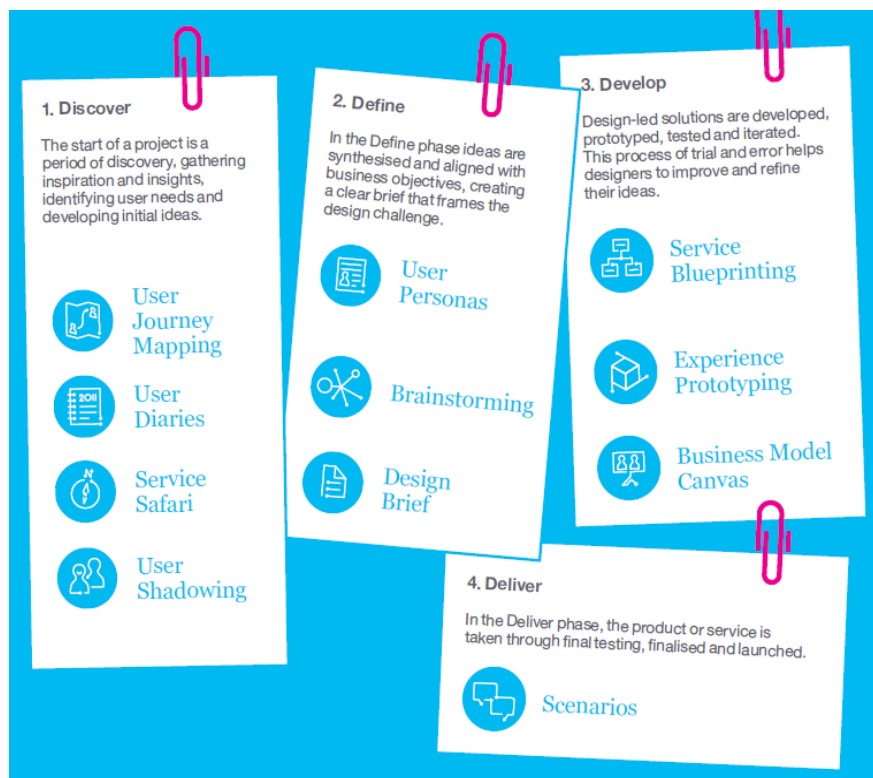 1. Discover
The start of a project is a
period of discovery, gathering
inspiration and insights,
identifying user needs and
developing initial ideas.
User
Journey
Mapping
2011
User
Diaries
N
Service
Safari
User
Shadowing
2. Define
In the Define phase ideas are
synthesised and aligned with
business objectives, creating
a clear brief that frames the
design challenge.
User
Personas
Brainstorming
Design
Brief
3. Develop
Design-led solutions are developed,
prototyped, tested and iterated.
This process of trial and error helps
designers to improve and refine
their ideas.
Service
Blueprinting
Experience
Prototyping
Business Model
Canvas
4. Deliver
In the Deliver phase, the product or service is
taken through final testing, finalised and launched.
Scenarios